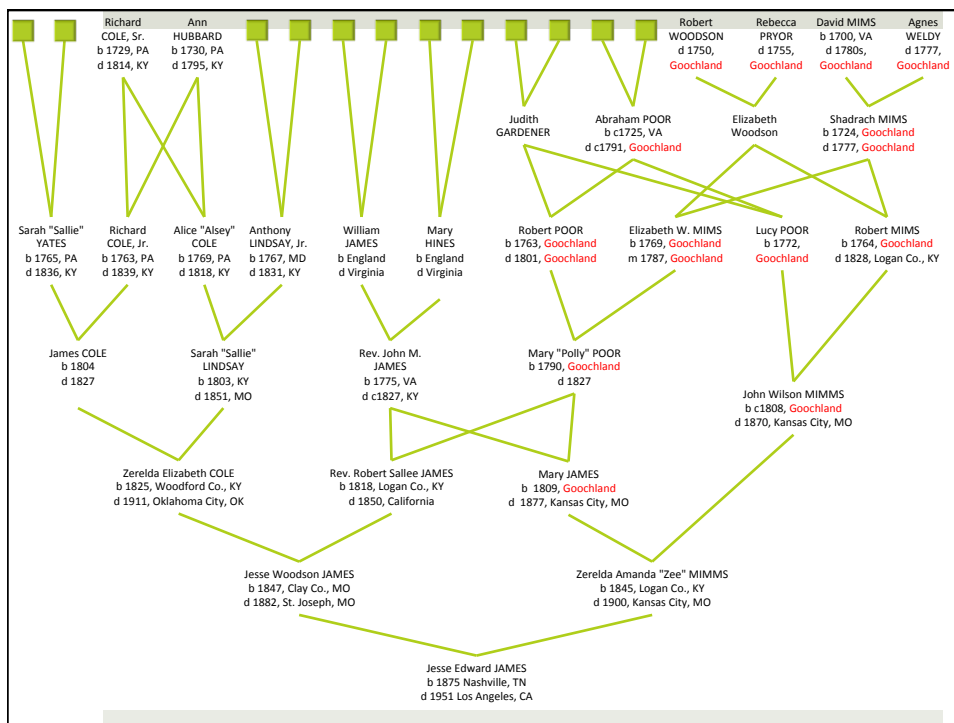 Richard
COLE, Sr.
b 1729, PA
d 1814, KY
Ann
HUBBARD
b 1730, PA
d 1795, KY
Robert
WOODSON
d 1750,
Goochland
Rebecca
PRYOR
d 1755,
Goochland
David MIMS
b 1700, VA
d 1780s,
Goochland
Agnes
WELDY
d 1777,
Goochland
Judith
GARDENER
Abraham POOR
b c1725, VA
d c1791, Goochland
Elizabeth
Woodson
Shadrach MIMS
b 1724, Goochland
d 1777, Goochland
Sarah "Sallie"
YATES
b 1765, PA
d 1836, KY
Richard
COLE, Jr.
b 1763, PA
d 1839, KY
Alice "Alsey"
COLE
b 1769, PA
d 1818, KY
Anthony
LINDSAY, Jr.
b 1767, MD
d 1831, KY
William
JAMES
b England
d Virginia
Mary
HINES
b England
d Virginia
Robert POOR
b 1763, Goochland
d 1801, Goochland
Elizabeth W. MIMS
b 1769, Goochland
m 1787, Goochland
Lucy POOR
b 1772,
Goochland
Robert MIMS
b 1764, Goochland
d 1828, Logan Co., KY
James COLE
b 1804
d 1827
Sarah "Sallie"
LINDSAY
b 1803, KY
d 1851, MO
Rev. John M.
JAMES
b 1775, VA
d c1827, KY
Mary "Polly" POOR
b 1790, Goochland
d 1827
John Wilson MIMMS
b c1808, Goochland
d 1870, Kansas City, MO
Zerelda Elizabeth COLE
b 1825, Woodford Co., KY
d 1911, Oklahoma City, OK
Rev. Robert Sallee JAMES
b 1818, Logan Co., KY
d 1850, California
Mary JAMES
b 1809, Goochland
d 1877, Kansas City, MO
Jesse Woodson JAMES
b 1847, Clay Co., MO
d 1882, St. Joseph, MO
Zerelda Amanda "Zee" MIMMS
b 1845, Logan Co., KY
d 1900, Kansas City, MO
Jesse Edward JAMES
b 1875 Nashville, TN
d 1951 Los Angeles, CA